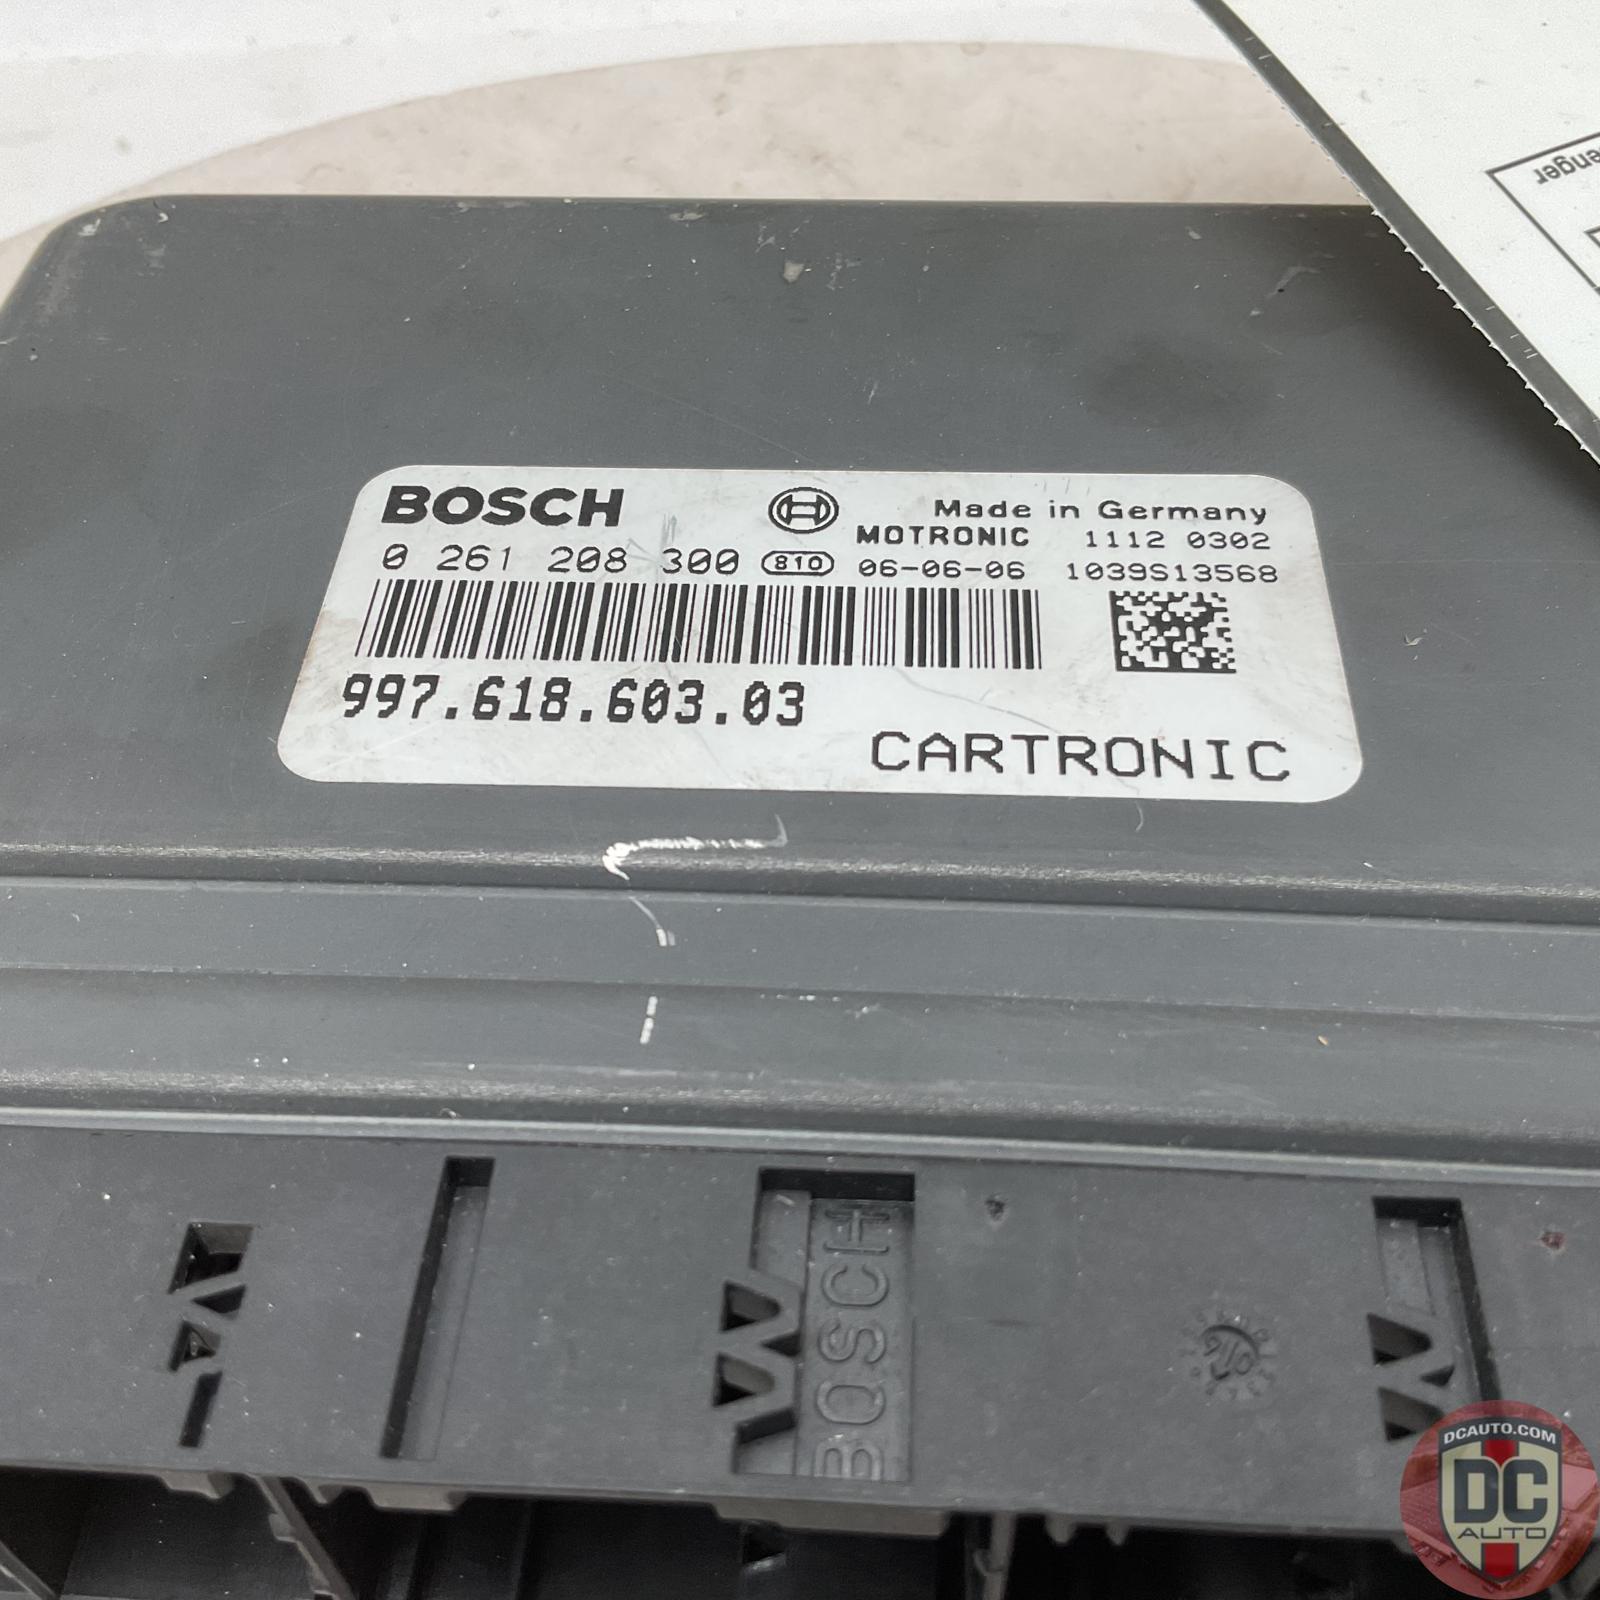 enger
BOSCH
Made in Germany
MOTRONIC 1112 0302
0 261 208 300 810 06-06-06 1039S13568
997.618.603.03
CARTRONIC
BOSCH
DCAUTO.COM
DC
AUTO